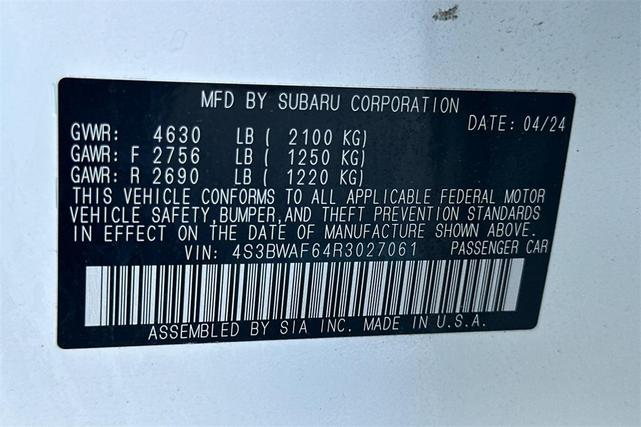 MFD BY SUBARU CORPORATION
DATE: 04/24
GVWR: 4630 LB ( 2100 KG)
GAWR: F 2756 LB ( 1250 KG)
GAWR: R 2690 LB ( 1220 KG)
THIS VEHICLE CONFORMS TO ALL APPLICABLE FEDERAL MOTOR
VEHICLE SAFETY, BUMPER, AND THEFT PREVENTION STANDARDS
IN EFFECT ON THE DATE OF MANUFACTURE SHOWN ABOVE.
VIN: 4S3BWAF64R3027061 PASSENGER CAR
ASSEMBLED BY SIA INC. MADE IN U.S.A.